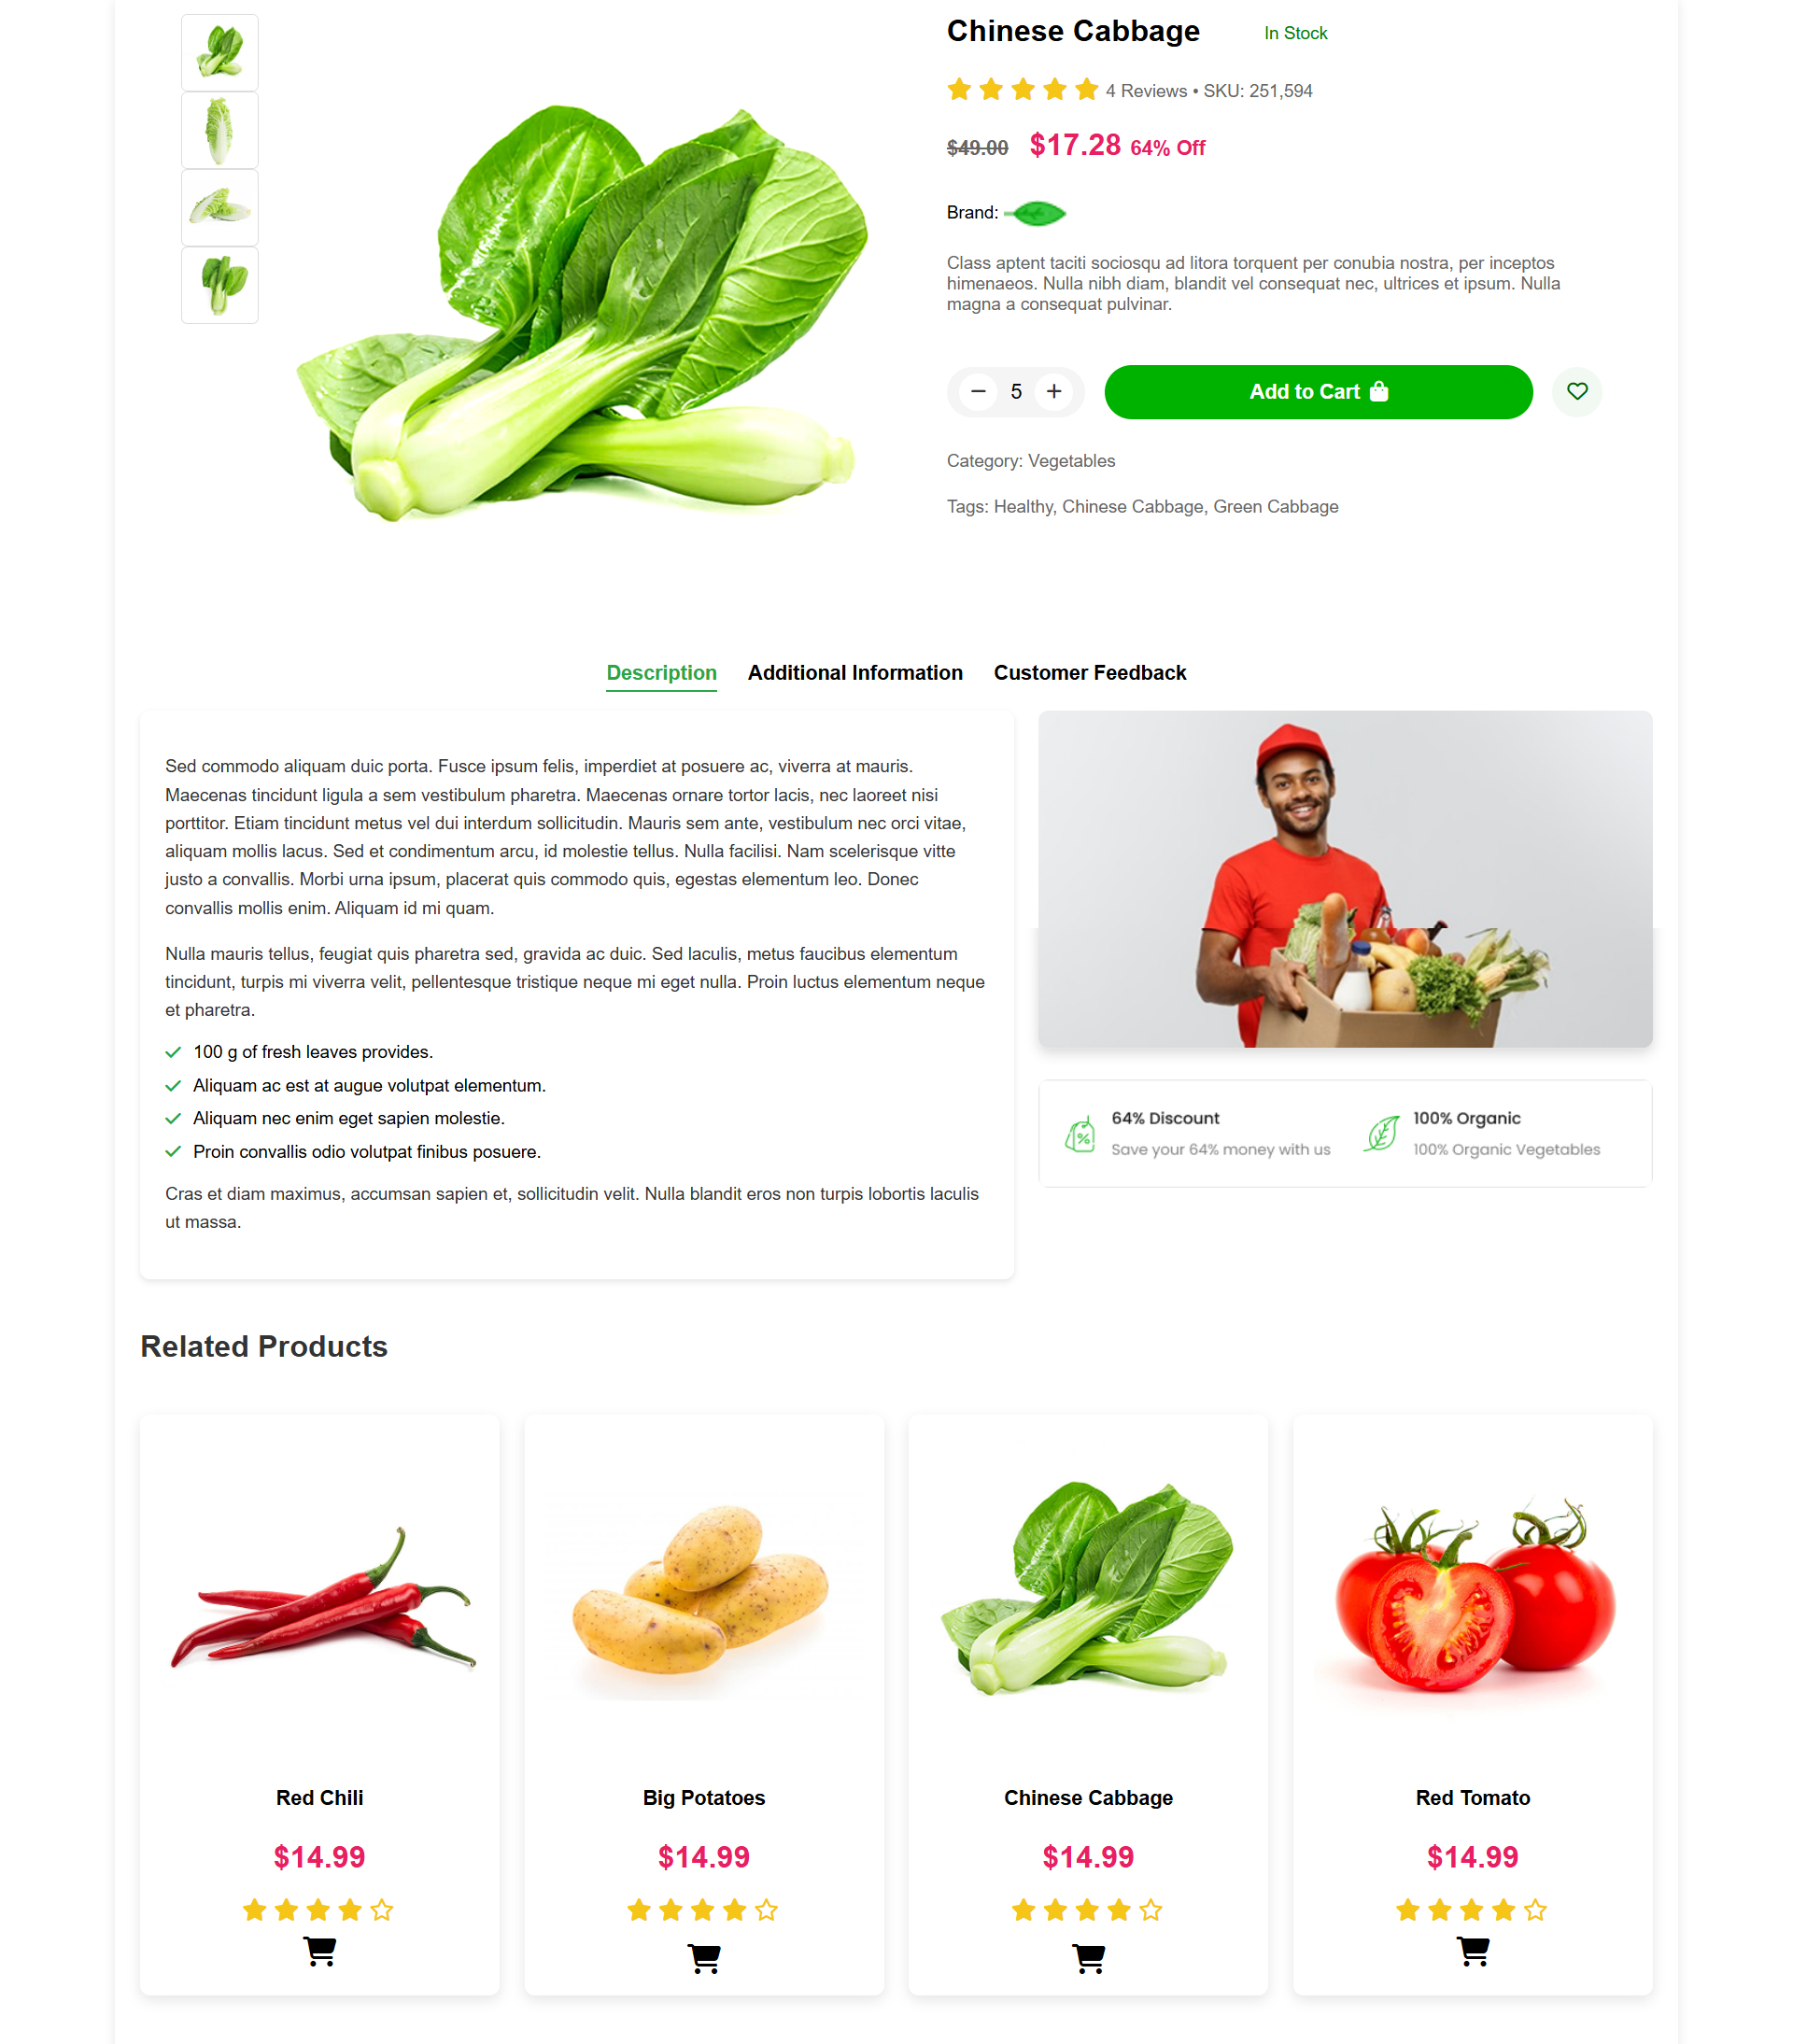 Chinese Cabbage
In Stock
4 Reviews • SKU: 251,594
$49.00 $17.28 64% Off
Brand:
Class aptent taciti sociosqu ad litora torquent per conubia nostra, per inceptos
himenaeos. Nulla nibh diam, blandit vel consequat nec, ultrices et ipsum. Nulla
magna a consequat pulvinar.
5
Add to Cart
Category: Vegetables
Tags: Healthy, Chinese Cabbage, Green Cabbage
Description Additional Information Customer Feedback
Sed commodo aliquam duic porta. Fusce ipsum felis, imperdiet at posuere ac, viverra at mauris.
Maecenas tincidunt ligula a sem vestibulum pharetra. Maecenas ornare tortor lacis, nec laoreet nisi
porttitor. Etiam tincidunt metus vel dui interdum sollicitudin. Mauris sem ante, vestibulum nec orci vitae,
aliquam mollis lacus. Sed et condimentum arcu, id molestie tellus. Nulla facilisi. Nam scelerisque vitte
justo a convallis. Morbi urna ipsum, placerat quis commodo quis, egestas elementum leo. Donec
convallis mollis enim. Aliquam id mi quam.
Nulla mauris tellus, feugiat quis pharetra sed, gravida ac duic. Sed laculis, metus faucibus elementum
tincidunt, turpis mi viverra velit, pellentesque tristique neque mi eget nulla. Proin luctus elementum neque
et pharetra.
100 g of fresh leaves provides.
Aliquam ac est at augue volutpat elementum.
Aliquam nec enim eget sapien molestie.
Proin convallis odio volutpat finibus posuere.
Cras et diam maximus, accumsan sapien et, sollicitudin velit. Nulla blandit eros non turpis lobortis laculis
ut massa.
64% Discount
Save your 64% money with us
100% Organic
100% Organic Vegetables
Related Products
Red Chili
$14.99
Big Potatoes
$14.99
Chinese Cabbage
$14.99
Red Tomato
$14.99